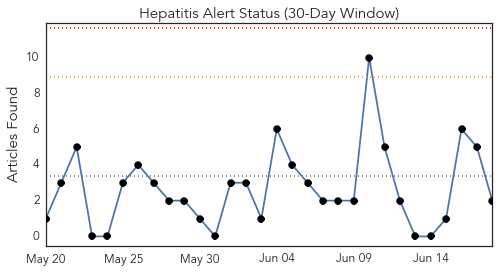 Hepatitis Alert Status (30-Day Window)
Articles Found
10
8
6
4
2
0
May 20 May 25 May 30 Jun 04 Jun 09 Jun 14